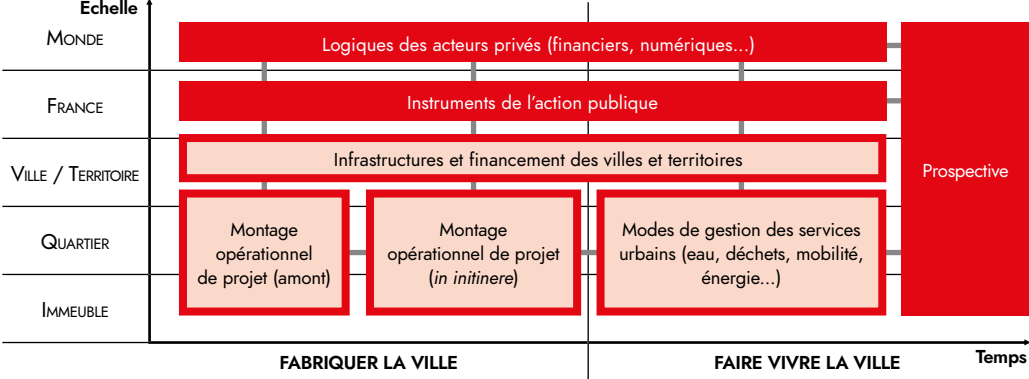 Echelle
Monde
Logiques des acteurs privés (financiers, numériques...)
France
Instruments de l'action publique
Ville / Territoire
Infrastructures et financement des villes et territoires
Prospective
Quartier
Montage
opérationnel
de projet (amont)
Montage
opérationnel de projet
(in initinere)
Modes de gestion des services
urbains (eau, déchets, mobilité,
énergie...)
Immeuble
FABRIQUER LA VILLE
FAIRE VIVRE LA VILLE
Temps